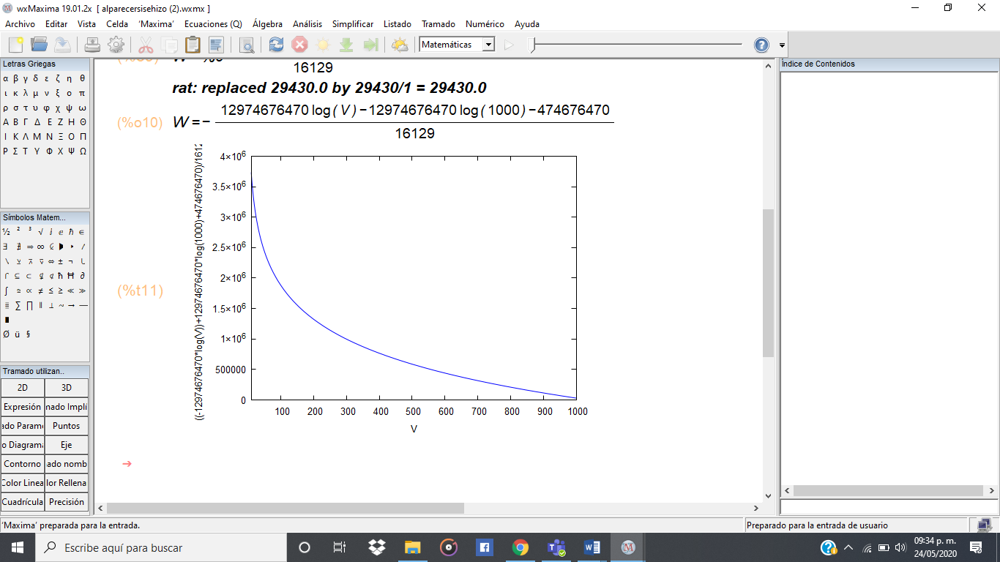 wxMaxima 19.01.2x [ alparecersisehizo (2).wxmx ]
Archivo Editar Vista Celda ‘Maxima’ Ecuaciones (Q) Álgebra Análisis Simplificar Listado Tramado Numérico Ayuda
Matemáticas
Letras Griegas
α β γ δ ε ζ η θ
ι κ λ μ ν ξ ο π
ρ σ τ υ φ χ ψ ω
Α Β Γ Δ Ε Ζ Η Θ
Ι Κ Λ Μ Ν Ξ Ο Π
Ρ Σ Τ Υ Φ Χ Ψ Ω
Símbolos Matem...
½ ² ³ √ ⅈ ⅇ ℏ ∈
∃ ∄ ⇒ ∞
⇔ ± ¬
⊆ ⊂ ħ Ħ ∂
∫ ≅ ∝ ≠ ≤ ≥ ≪ ≫
≣ ∑ ∏ ∥ ⟂ ~ →
Ø ü §
Tramado utilizan..
2D 3D
Expresión nado Implí
ado Param Puntos
o Diagrama Eje
Contorno ado nomb
Color Linea lor Rellena
Cuadrícula Precisión
16129
rat: replaced 29430.0 by 29430/1 = 29430.0
(%o10) W=− 12974676470 log(V)−12974676470 log(1000)−474676470
16129
(%t11)
((-12974676470*log(V))+12974676470*log(1000)+474676470)/1612
4×10⁶
3.5×10⁶
3×10⁶
2.5×10⁶
2×10⁶
1.5×10⁶
1×10⁶
500000
0
100 200 300 400 500 600 700 800 900 1000
V
Índice de Contenidos
‘Maxima’ preparada para la entrada.
Preparado para la entrada de usuario
Escribe aquí para buscar
09:34 p. m.
24/05/2020